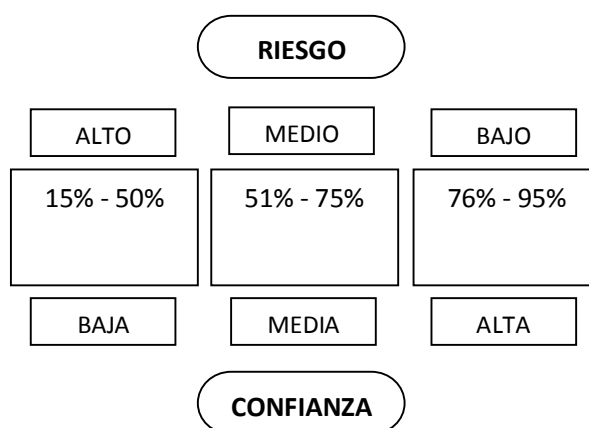 RIESGO
ALTO MEDIO BAJO
15% - 50% 51% - 75% 76% - 95%
BAJA MEDIA ALTA
CONFIANZA